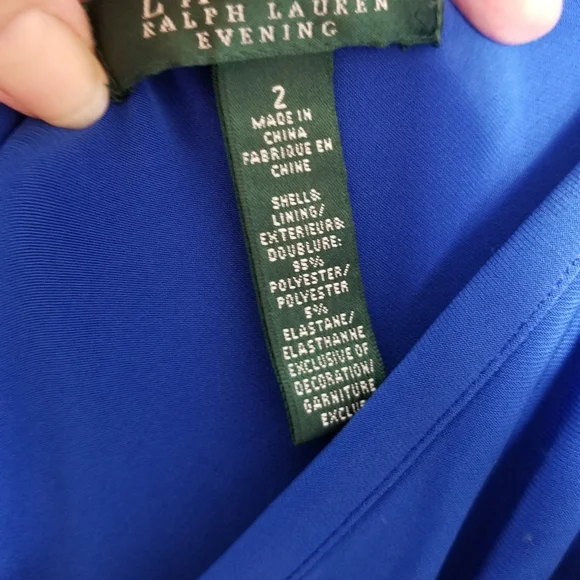 RALPH LAUREN
EVENING
2
MADE IN
CHINA
FABRIQUE EN
CHINE
SHELL&
LINING/
EXTERIEUR&
DOUBLURE:
95%
POLYESTER/
POLYESTER
5%
ELASTANE/
ELASTHANNE
EXCLUSIVE OF
DECORATION/
GARNITURE
EXCLU